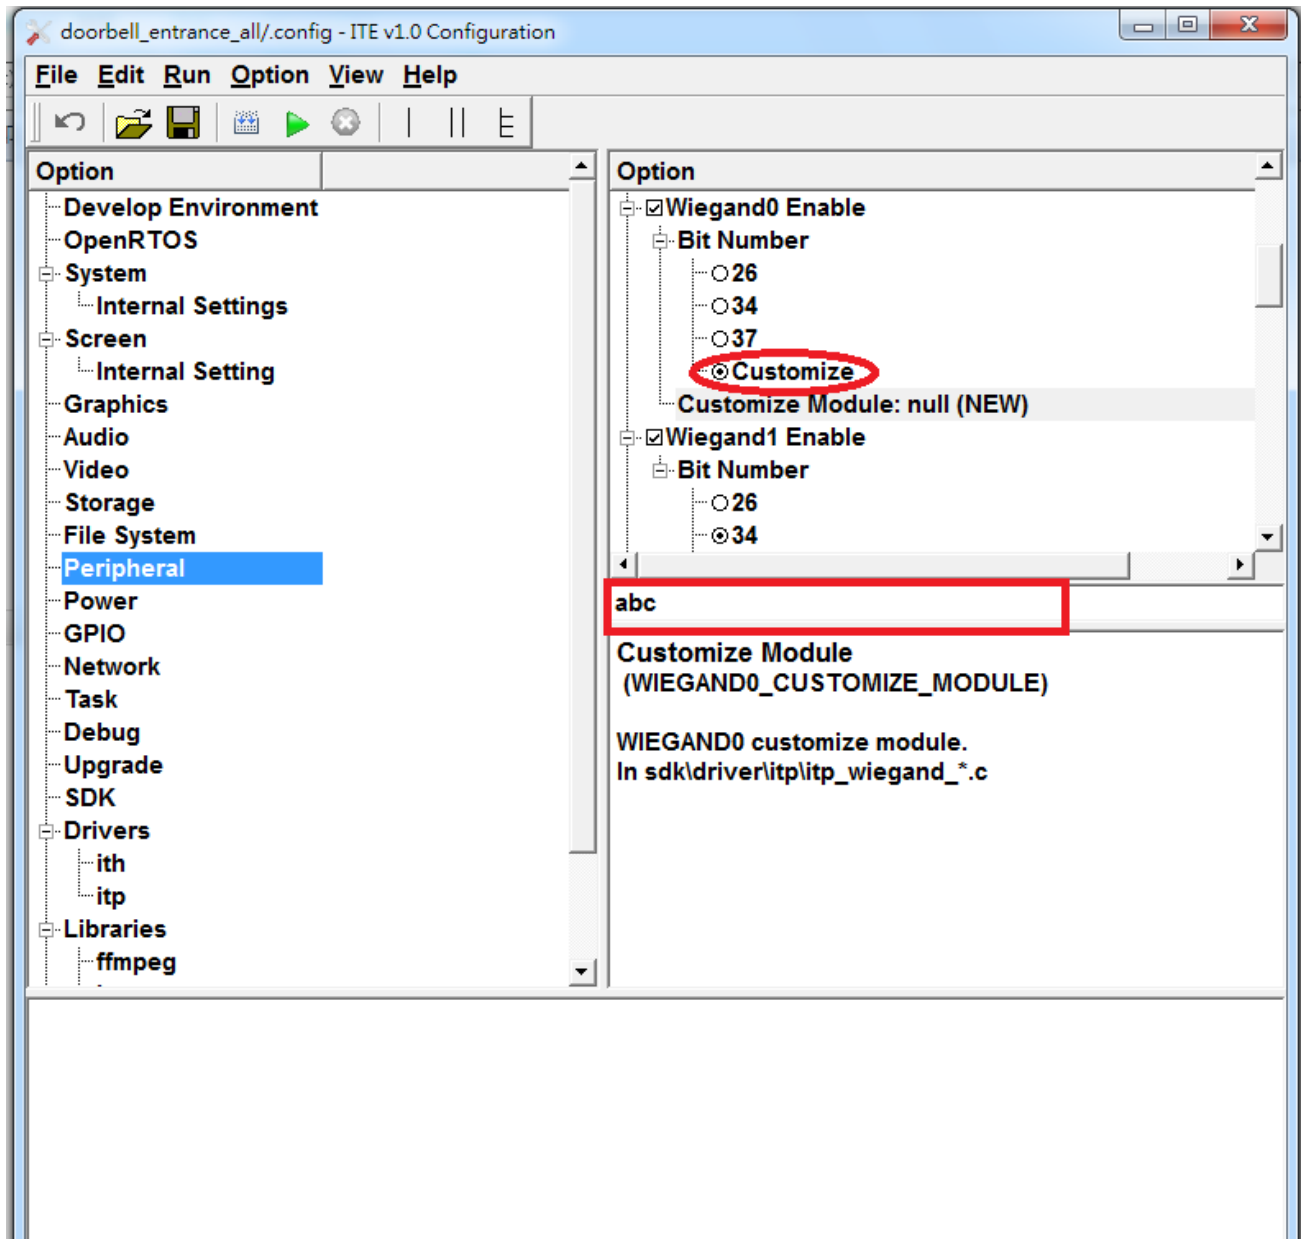 doorbell_entrance_all/.config - ITE v1.0 Configuration
File Edit Run Option View Help
Option
Develop Environment
OpenRTOS
System
Internal Settings
Screen
Internal Setting
Graphics
Audio
Video
Storage
File System
Peripheral
Power
GPIO
Network
Task
Debug
Upgrade
SDK
Drivers
ith
itp
Libraries
ffmpeg
Option
Wiegand0 Enable
Bit Number
26
34
37
Customize
Customize Module: null (NEW)
Wiegand1 Enable
Bit Number
26
34
abc
Customize Module
(WIEGAND0_CUSTOMIZE_MODULE)
WIEGAND0 customize module.
In sdk\driver\itp\itp_wiegand_*.c